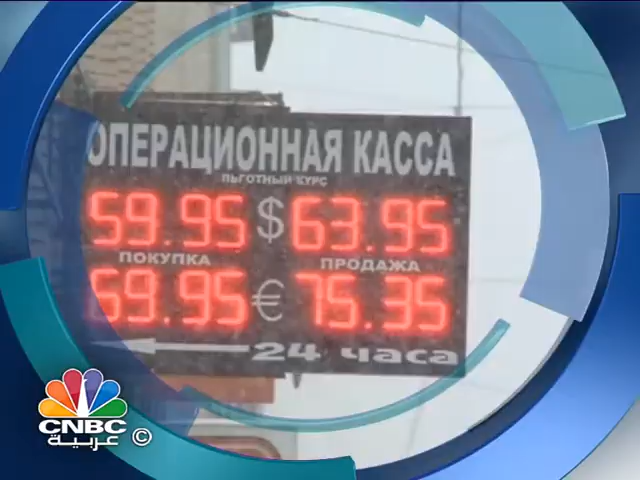 ОПЕРАЦИОННАЯ КАССА
ЛЬГОТНЫЙ КУРС
59.95 $ 63.95
ПОКУПКА ПРОДАЖА
69.95 € 75.35
24 часа
CNBC
عربية ©